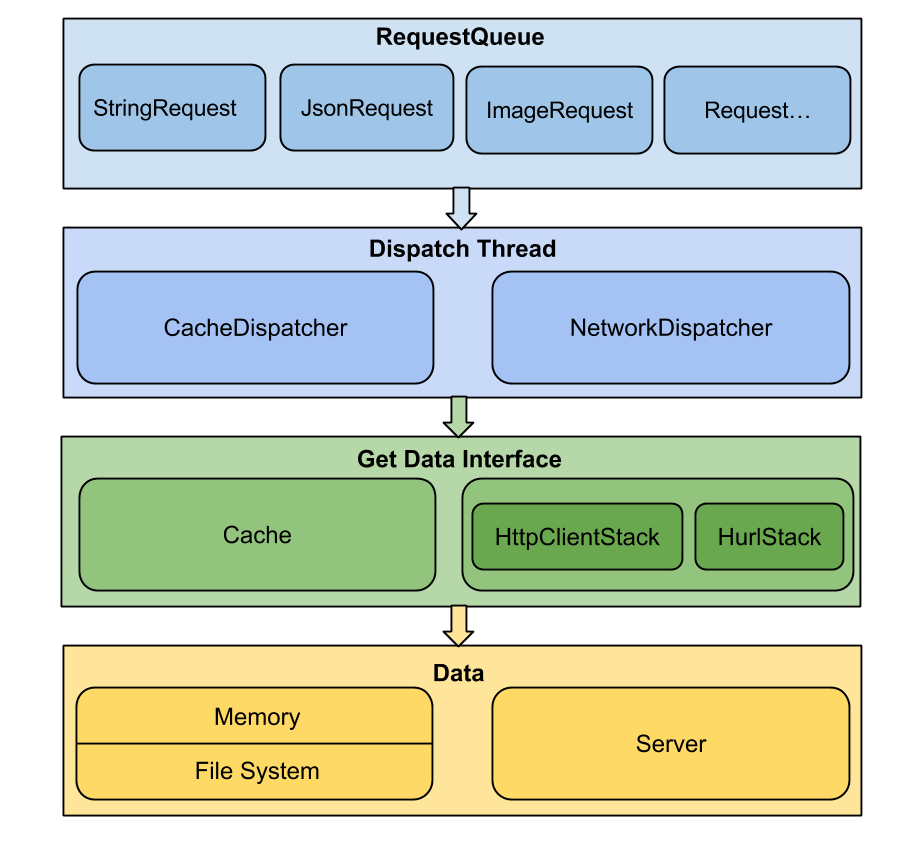 RequestQueue
StringRequest
JsonRequest
ImageRequest
Request…
Dispatch Thread
CacheDispatcher
NetworkDispatcher
Get Data Interface
Cache
HttpClientStack
HurlStack
Data
Memory
File System
Server